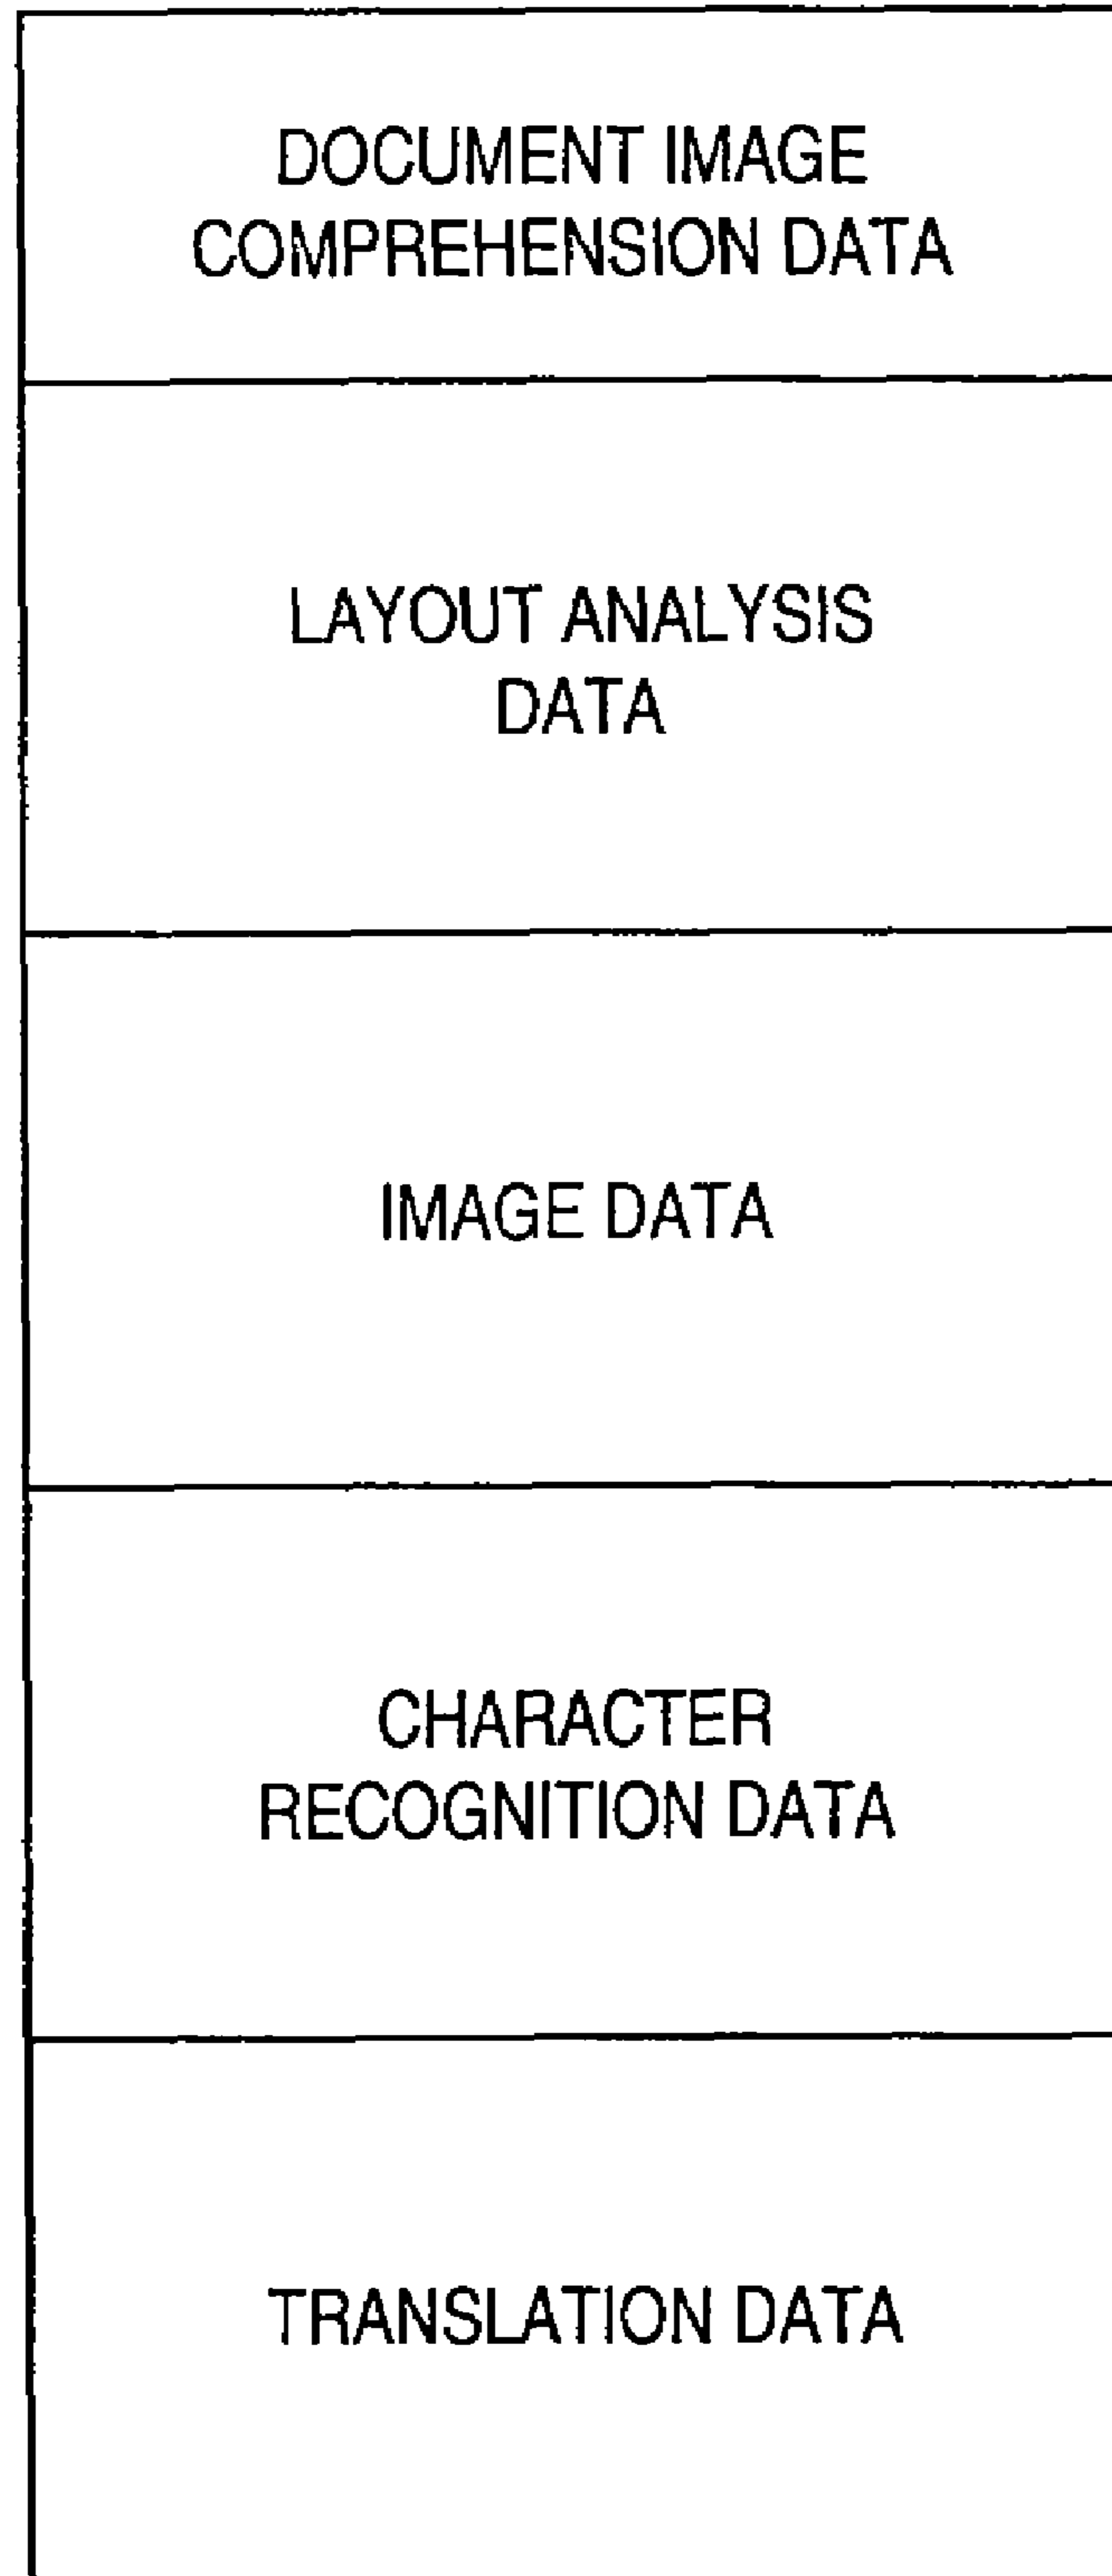 DOCUMENT IMAGE
COMPREHENSION DATA
LAYOUT ANALYSIS
DATA
IMAGE DATA
CHARACTER
RECOGNITION DATA
TRANSLATION DATA